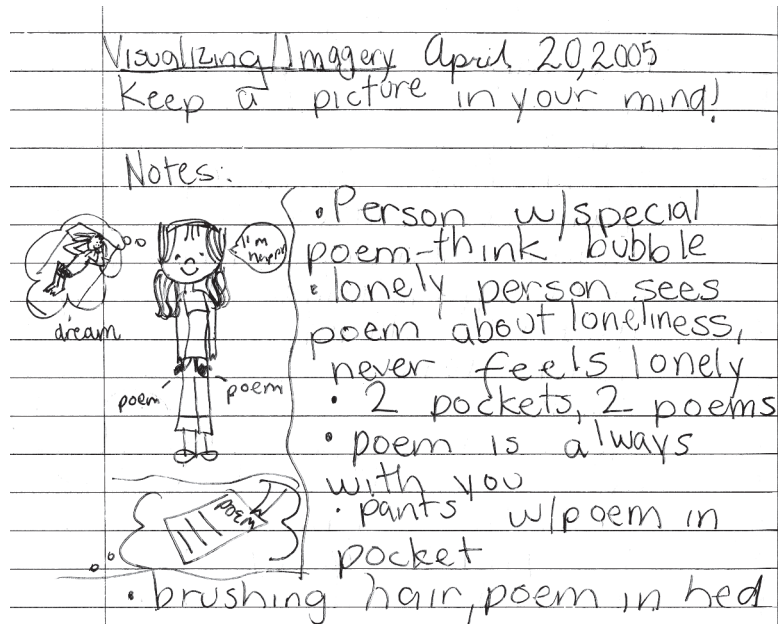 Visualizing/Imagery April 20, 2005
Keep a picture in your mind!
Notes:
• Person w/special
poem-think bubble
• lonely person sees
poem about loneliness,
never feels lonely
• 2 pockets, 2 poems
• poem is always
with you
• pants w/poem in
pocket
• brushing hair, poem in hed
I'm
dream
poem
poem
poem